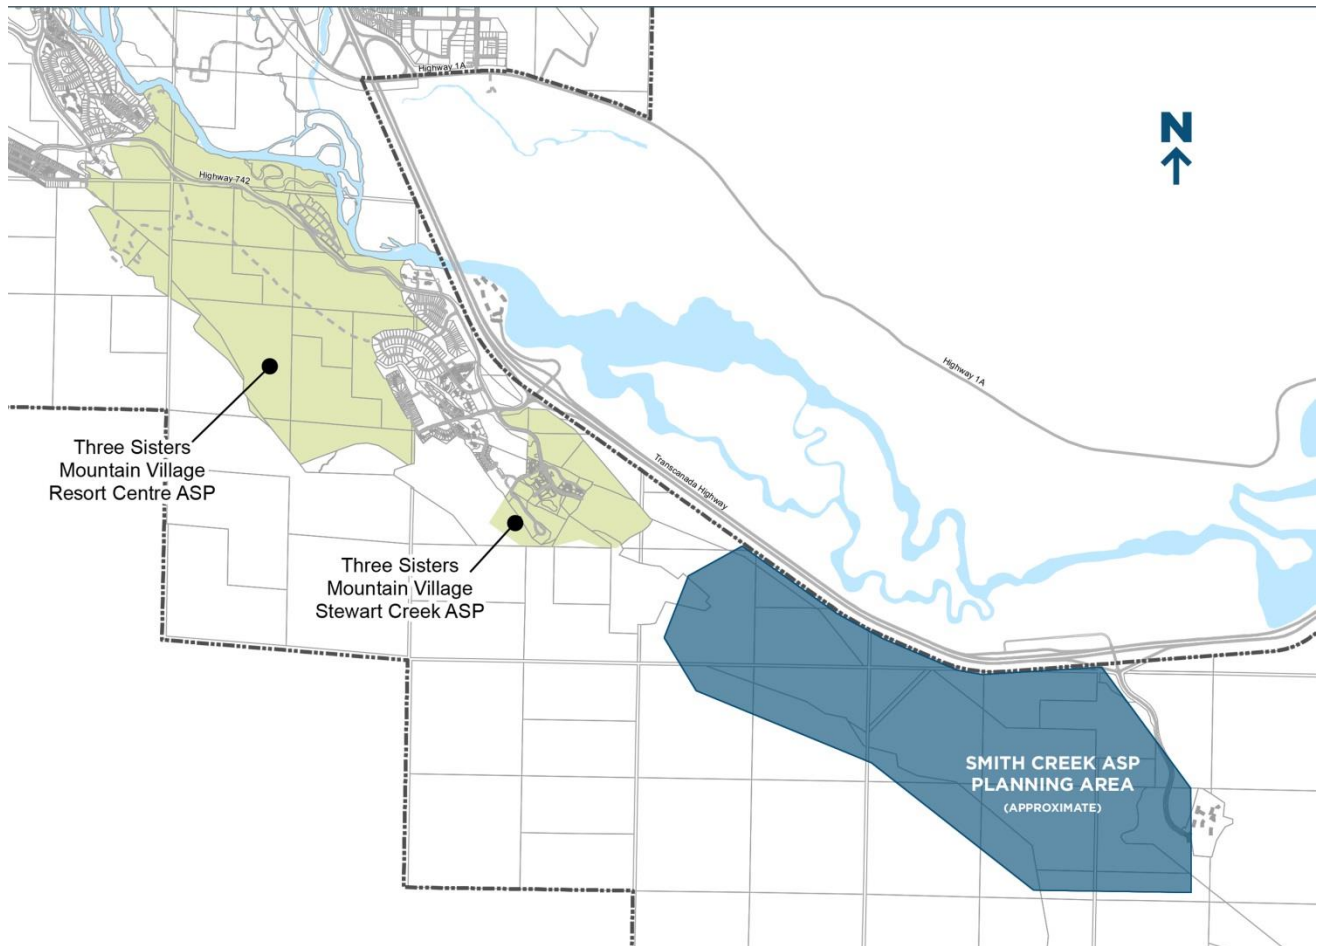 Highway 1A
N
Highway 742
Highway 1A
Three Sisters
Mountain Village
Resort Centre ASP
Transcanada Highway
Three Sisters
Mountain Village
Stewart Creek ASP
SMITH CREEK ASP
PLANNING AREA
(APPROXIMATE)